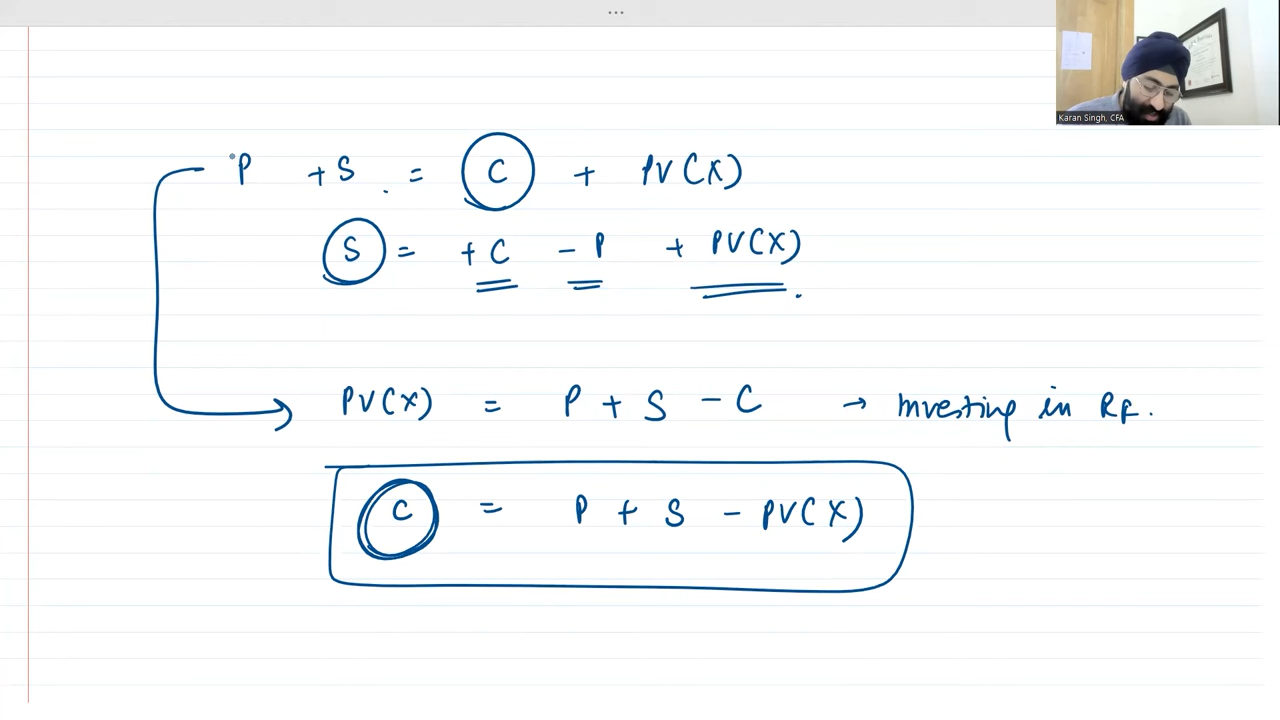 Karan Singh, CFA
P + S = C + PV(X)
S = + C - P + PV(X)
PV(X) = P + S - C → Investing in RF.
C = P + S - PV(X)